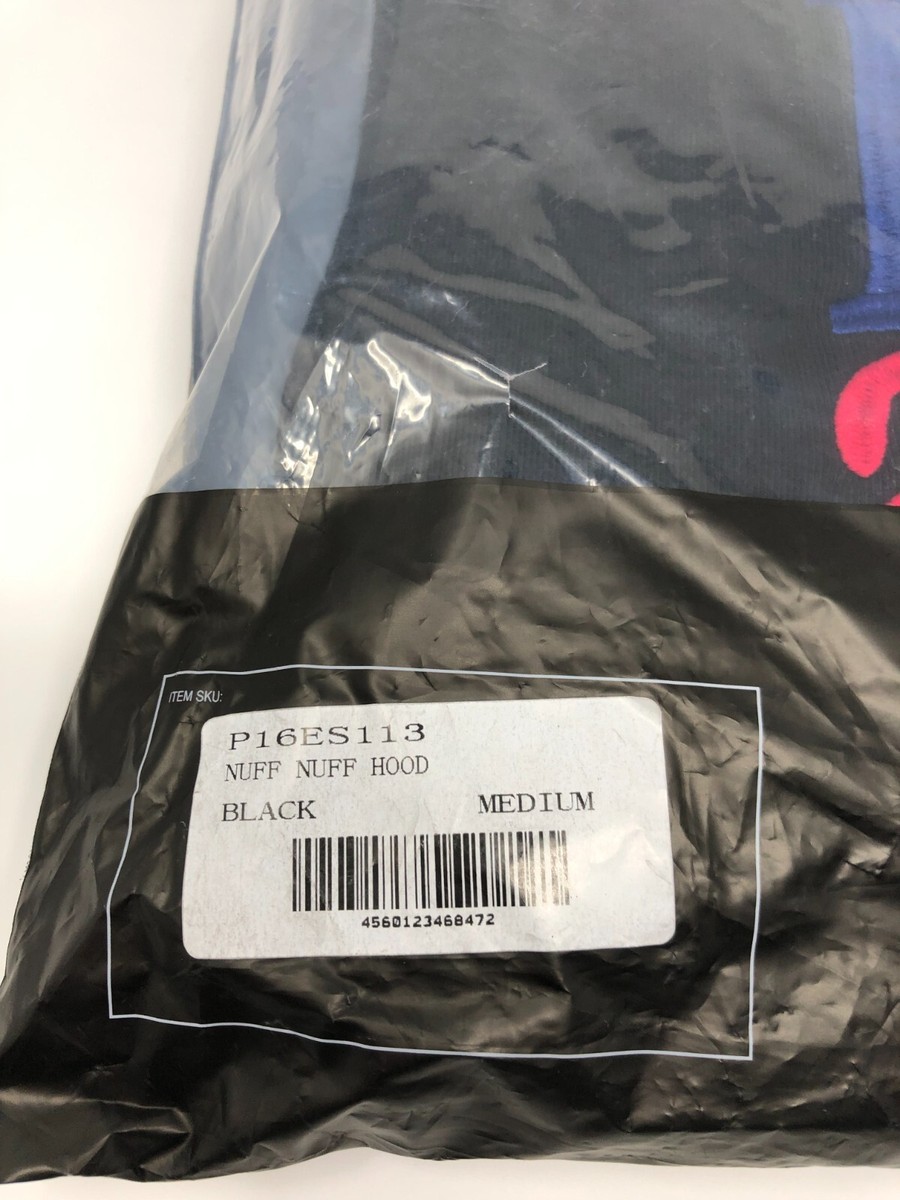 ITEM SKU:
P16ES113
NUFF NUFF HOOD
BLACK MEDIUM
4560123468472